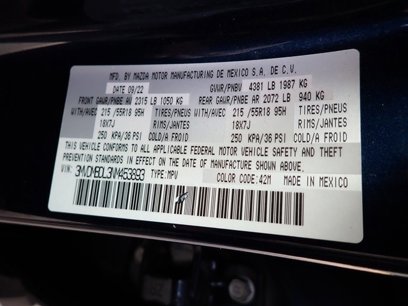 MFD. BY MAZDA MOTOR MANUFACTURING DE MEXICO S.A. DE C.V.
DATE 09/22 GVWR/PNBV 4381 LB 1987 KG
FRONT GAWR/PNBE AV 2315 LB 1050 KG REAR GAWR/PNBE AR 2072 LB 940 KG
WITH/AVEC 215 /55R18 95H TIRES/PNEUS WITH/AVEC 215 /55R18 95H TIRES/PNEUS
18X7J RIMS/JANTES 18X7J RIMS/JANTES
250 KPA/36 PSI COLD/A FROID 250 KPA/36 PSI COLD/A FROID
THIS VEHICLE CONFORMS TO ALL APPLICABLE FEDERAL MOTOR VEHICLE SAFETY AND THEFT
PREVENTION STANDARDS IN EFFECT ON THE DATE OF MANUFACTURE SHOWN ABOVE.
VIN: TYPE:MPV COLOR CODE:42M MADE IN MEXICO